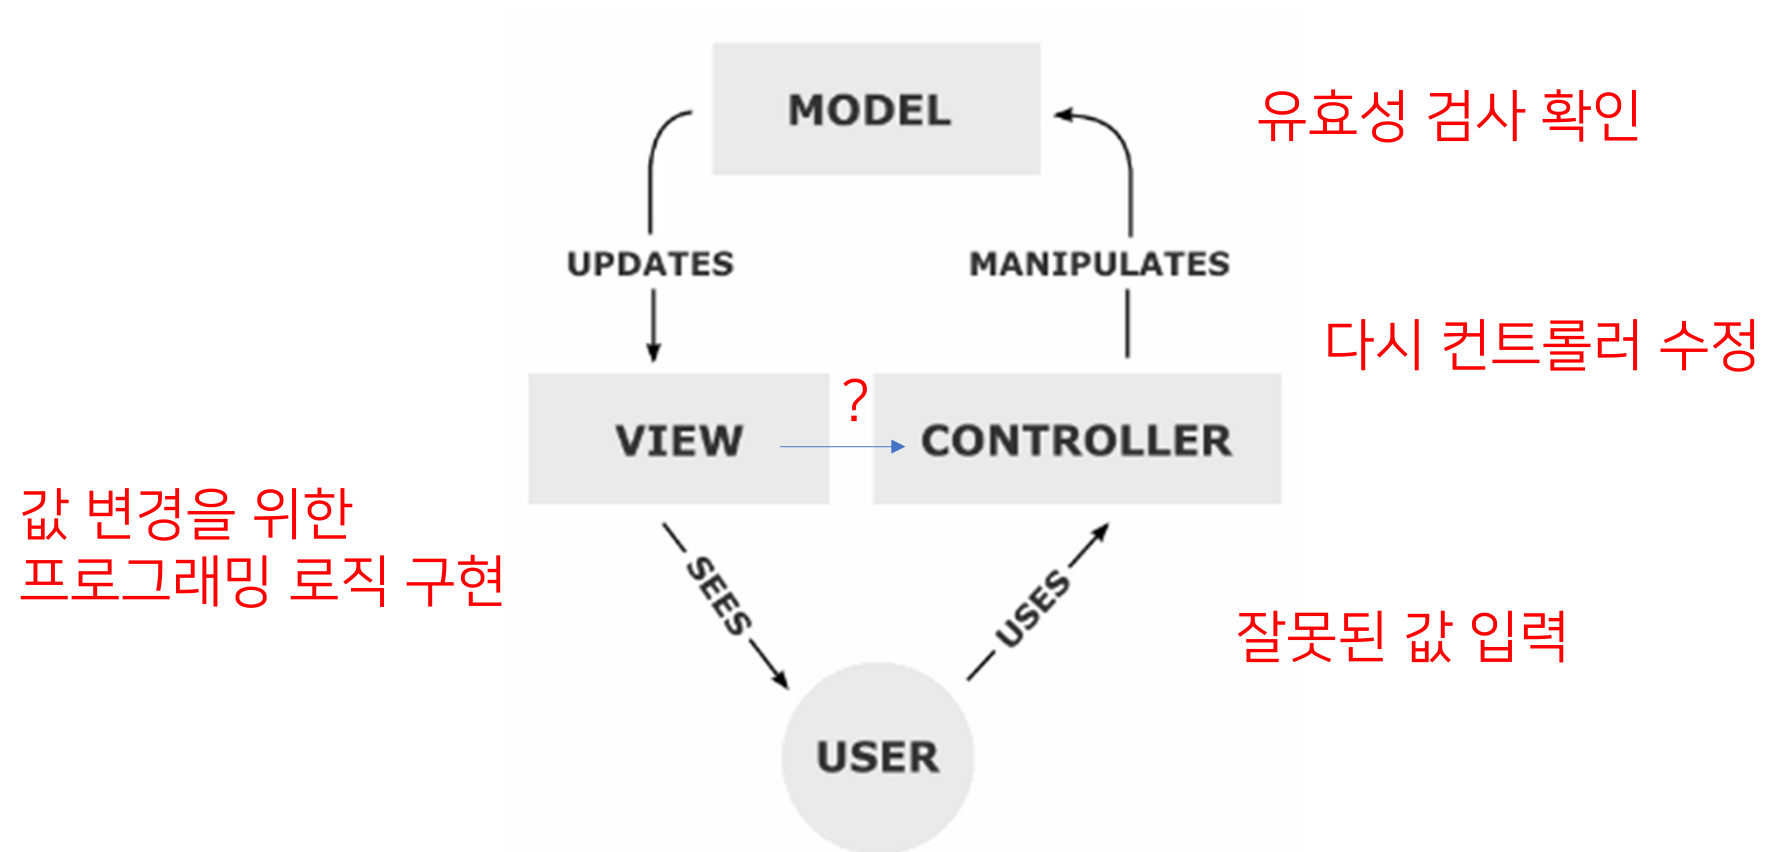 MODEL
유효성 검사 확인
UPDATES
MANIPULATES
다시 컨트롤러 수정
?
VIEW
CONTROLLER
값 변경을 위한
프로그래밍 로직 구현
SEES
USES
잘못된 값 입력
USER